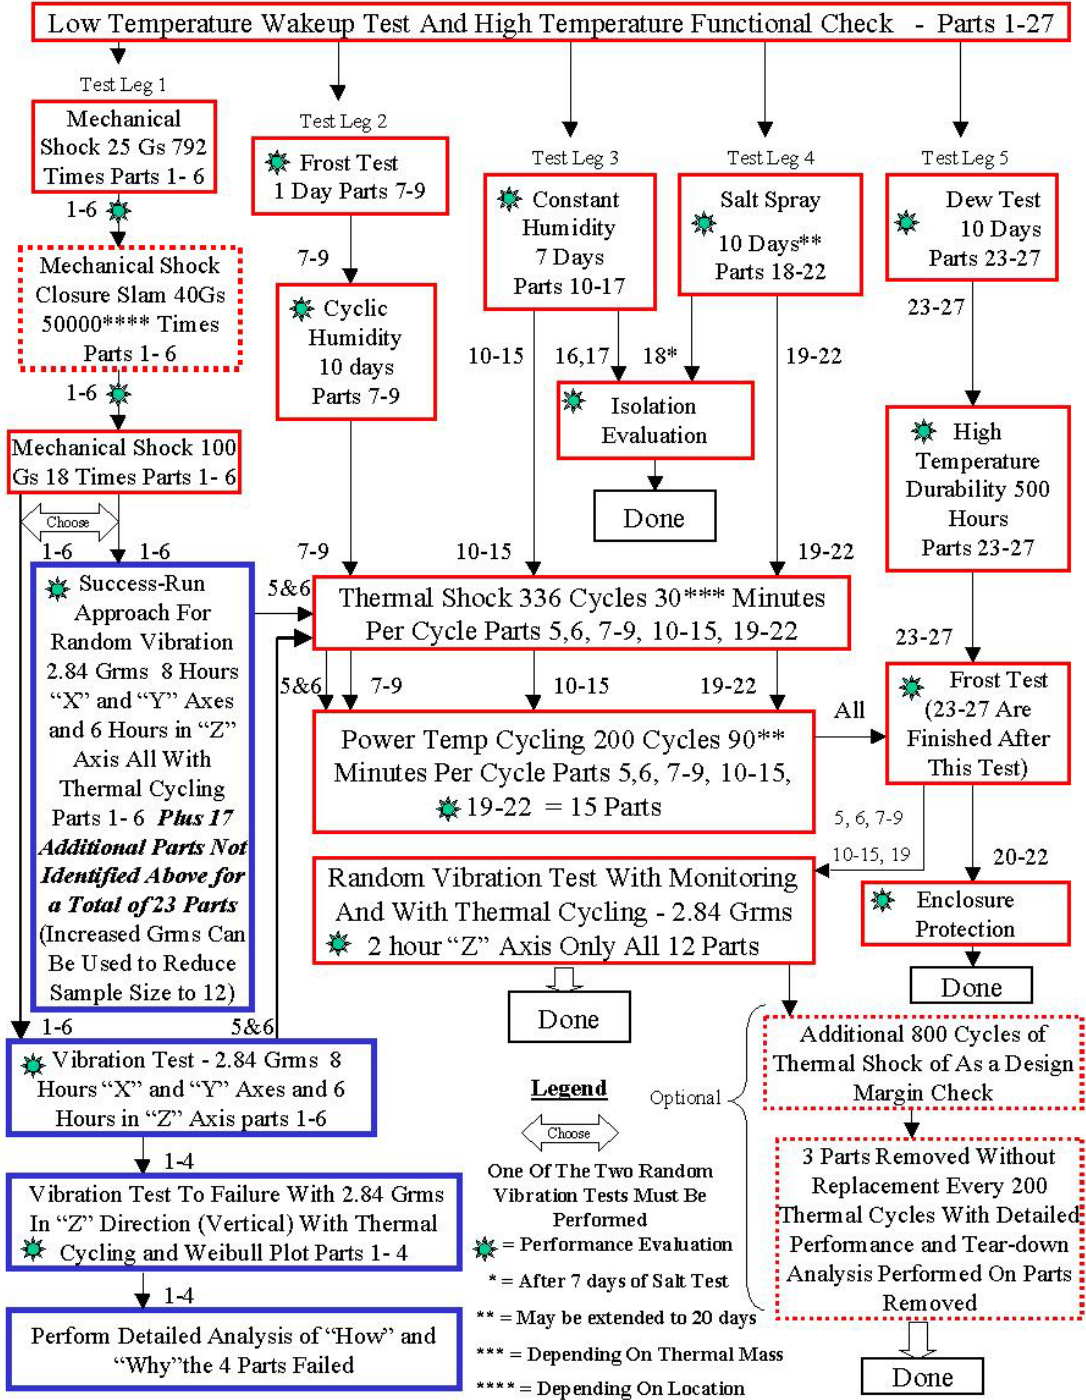 Low Temperature Wakeup Test And High Temperature Functional Check - Parts 1-27
Test Leg 1
Mechanical
Shock 25 Gs 792
Times Parts 1- 6
1-6
Mechanical Shock
Closure Slam 40Gs
50000**** Times
Parts 1- 6
1-6
Mechanical Shock 100
Gs 18 Times Parts 1- 6
Choose
1-6
1-6
Success-Run
Approach For
Random Vibration
2.84 Grms 8 Hours
“X” and “Y” Axes
and 6 Hours in “Z”
Axis All With
Thermal Cycling
Parts 1- 6 Plus 17
Additional Parts Not
Identified Above for
a Total of 23 Parts
(Increased Grms Can
Be Used to Reduce
Sample Size to 12)
1-6
5&6
Vibration Test - 2.84 Grms 8
Hours “X” and “Y” Axes and 6
Hours in “Z” Axis parts 1-6
1-4
Vibration Test To Failure With 2.84 Grms
In “Z” Direction (Vertical) With Thermal
Cycling and Weibull Plot Parts 1- 4
1-4
Perform Detailed Analysis of “How” and
“Why”the 4 Parts Failed
Test Leg 2
Frost Test
1 Day Parts 7-9
7-9
Cyclic
Humidity
10 days
Parts 7-9
7-9
Test Leg 3
Constant
Humidity
7 Days
Parts 10-17
10-15
16,17
10-15
Test Leg 4
Salt Spray
10 Days**
Parts 18-22
18*
19-22
Isolation
Evaluation
Done
19-22
Test Leg 5
Dew Test
10 Days
Parts 23-27
23-27
High
Temperature
Durability 500
Hours
Parts 23-27
23-27
5&6
Thermal Shock 336 Cycles 30*** Minutes
Per Cycle Parts 5,6, 7-9, 10-15, 19-22
5&6
7-9
10-15
19-22
Power Temp Cycling 200 Cycles 90**
Minutes Per Cycle Parts 5,6, 7-9, 10-15,
19-22 = 15 Parts
All
Frost Test
(23-27 Are
Finished After
This Test)
5, 6, 7-9
10-15, 19
20-22
Enclosure
Protection
Done
Random Vibration Test With Monitoring
And With Thermal Cycling - 2.84 Grms
2 hour “Z” Axis Only All 12 Parts
Done
Optional
Additional 800 Cycles of
Thermal Shock of As a Design
Margin Check
3 Parts Removed Without
Replacement Every 200
Thermal Cycles With Detailed
Performance and Tear-down
Analysis Performed On Parts
Removed
Done
Legend
Choose
One Of The Two Random
Vibration Tests Must Be
Performed
= Performance Evaluation
* = After 7 days of Salt Test
** = May be extended to 20 days
*** = Depending On Thermal Mass
**** = Depending On Location